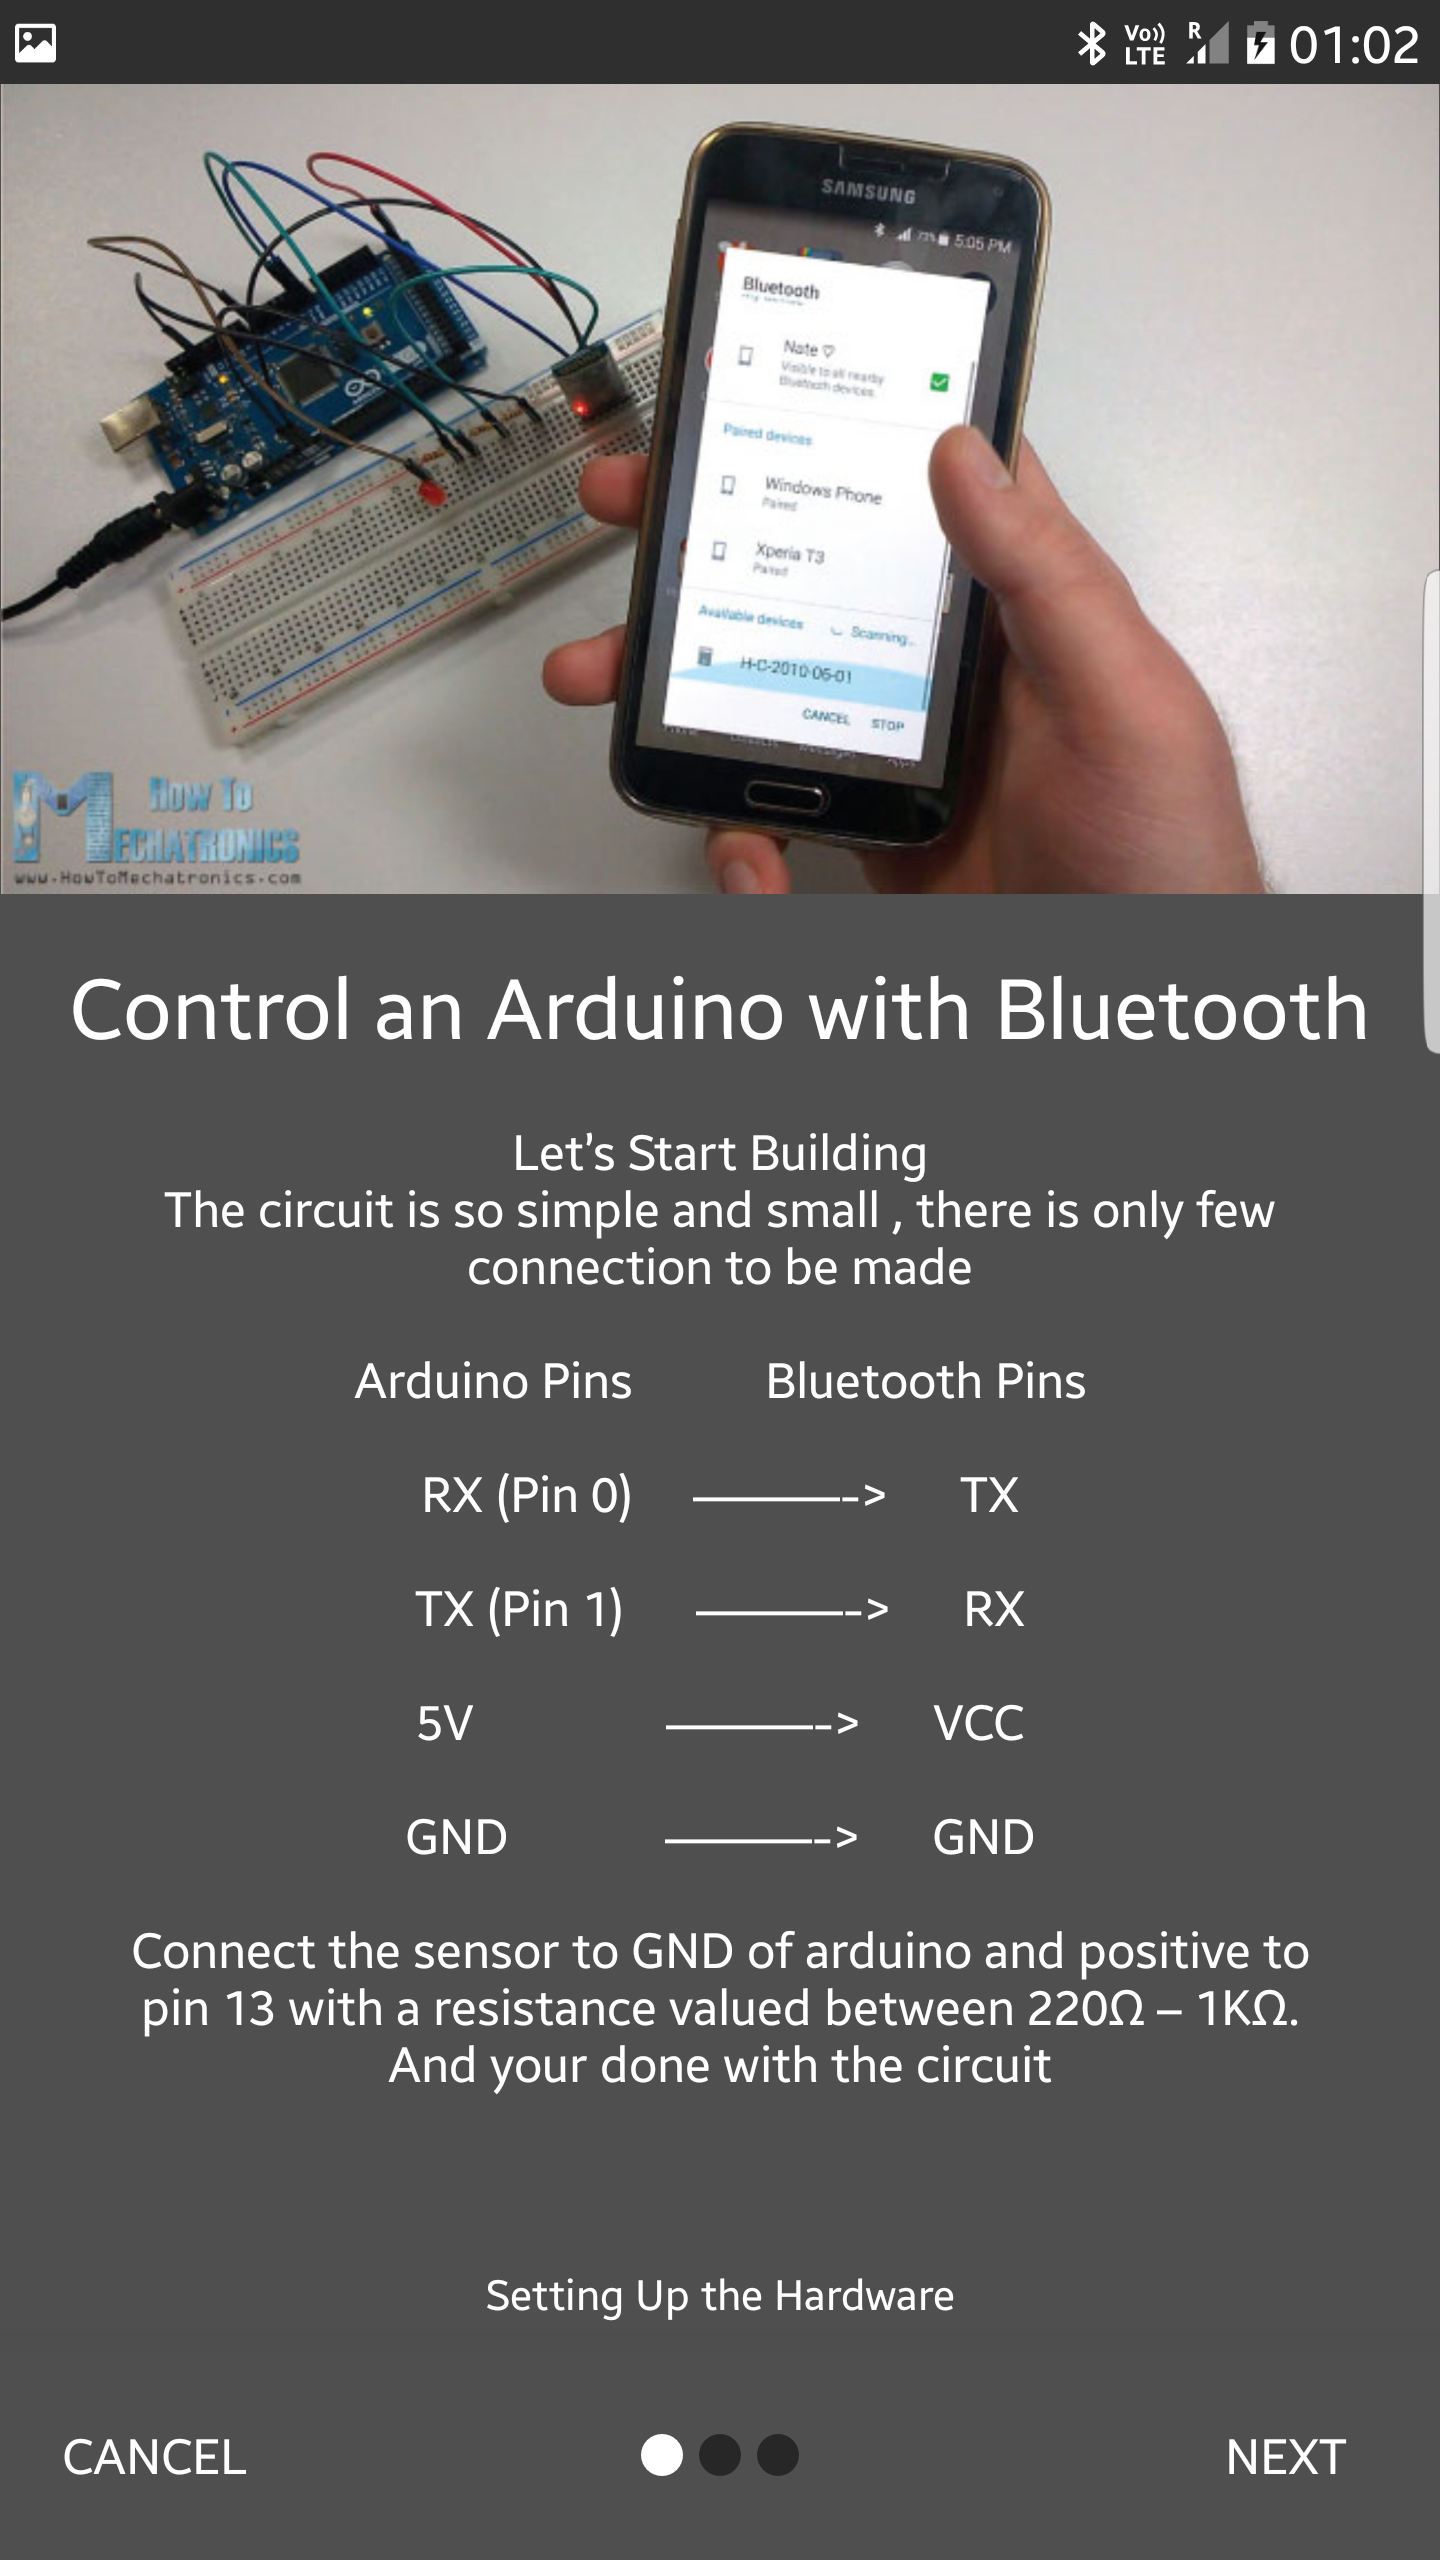 Vo))
LTE
R
01:02
SAMSUNG
5:05 PM
Bluetooth
Nate ♡
Visible to all nearby
Bluetooth devices.
Paired devices
Windows Phone
Paired
Xperia T3
Paired
Available devices
Scanning...
H-C-2010-06-01
CANCEL STOP
How To
MECHATRONICS
www.HowToMechatronics.com
Control an Arduino with Bluetooth
Let’s Start Building
The circuit is so simple and small , there is only few
connection to be made
Arduino Pins Bluetooth Pins
RX (Pin 0) ———-> TX
TX (Pin 1) ———-> RX
5V ———-> VCC
GND ———-> GND
Connect the sensor to GND of arduino and positive to
pin 13 with a resistance valued between 220Ω – 1KΩ.
And your done with the circuit
Setting Up the Hardware
CANCEL
NEXT